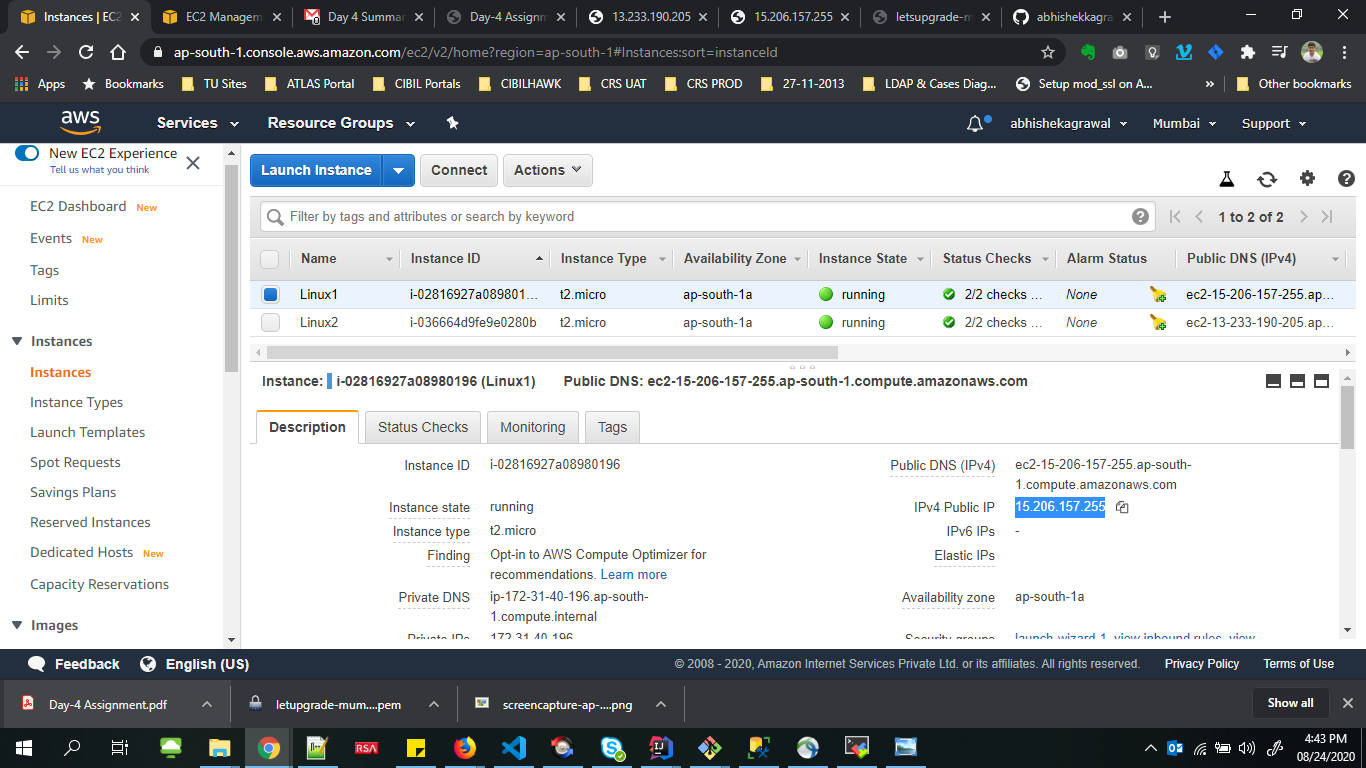 Instances | EC2
EC2 Managem
Day 4 Summar
Day-4 Assignm
13.233.190.205
15.206.157.255
letsupgrade-m
abhishekkagra
ap-south-1.console.aws.amazon.com/ec2/v2/home?region=ap-south-1#Instances:sort=instanceId
Apps
Bookmarks
TU Sites
ATLAS Portal
CIBIL Portals
CIBILHAWK
CRS UAT
CRS PROD
27-11-2013
LDAP & Cases Diag...
Setup mod_ssl on A...
»
Other bookmarks
aws
Services
Resource Groups
abhishekagrawal
Mumbai
Support
New EC2 Experience
Tell us what you think
EC2 Dashboard New
Events New
Tags
Limits
Instances
Instances
Instance Types
Launch Templates
Spot Requests
Savings Plans
Reserved Instances
Dedicated Hosts New
Capacity Reservations
Images
Launch Instance
Connect
Actions
Filter by tags and attributes or search by keyword
1 to 2 of 2
Name Instance ID Instance Type Availability Zone Instance State Status Checks Alarm Status Public DNS (IPv4)
Linux1 i-02816927a089801... t2.micro ap-south-1a running 2/2 checks ... None ec2-15-206-157-255.ap...
Linux2 i-036664d9fe9e0280b t2.micro ap-south-1a running 2/2 checks ... None ec2-13-233-190-205.ap...
Instance: i-02816927a08980196 (Linux1) Public DNS: ec2-15-206-157-255.ap-south-1.compute.amazonaws.com
Description
Status Checks
Monitoring
Tags
Instance ID i-02816927a08980196
Instance state running
Instance type t2.micro
Finding Opt-in to AWS Compute Optimizer for
recommendations. Learn more
Private DNS ip-172-31-40-196.ap-south-
1.compute.internal
Private IPs 172.31.40.196
Public DNS (IPv4) ec2-15-206-157-255.ap-south-
1.compute.amazonaws.com
IPv4 Public IP 15.206.157.255
IPv6 IPs -
Elastic IPs
Availability zone ap-south-1a
Security groups launch-wizard-1. view inbound rules. view
Feedback
English (US)
© 2008 - 2020, Amazon Internet Services Private Ltd. or its affiliates. All rights reserved.
Privacy Policy
Terms of Use
Day-4 Assignment.pdf
letupgrade-mum....pem
screencapture-ap-....png
Show all
RSA
4:43 PM
08/24/2020